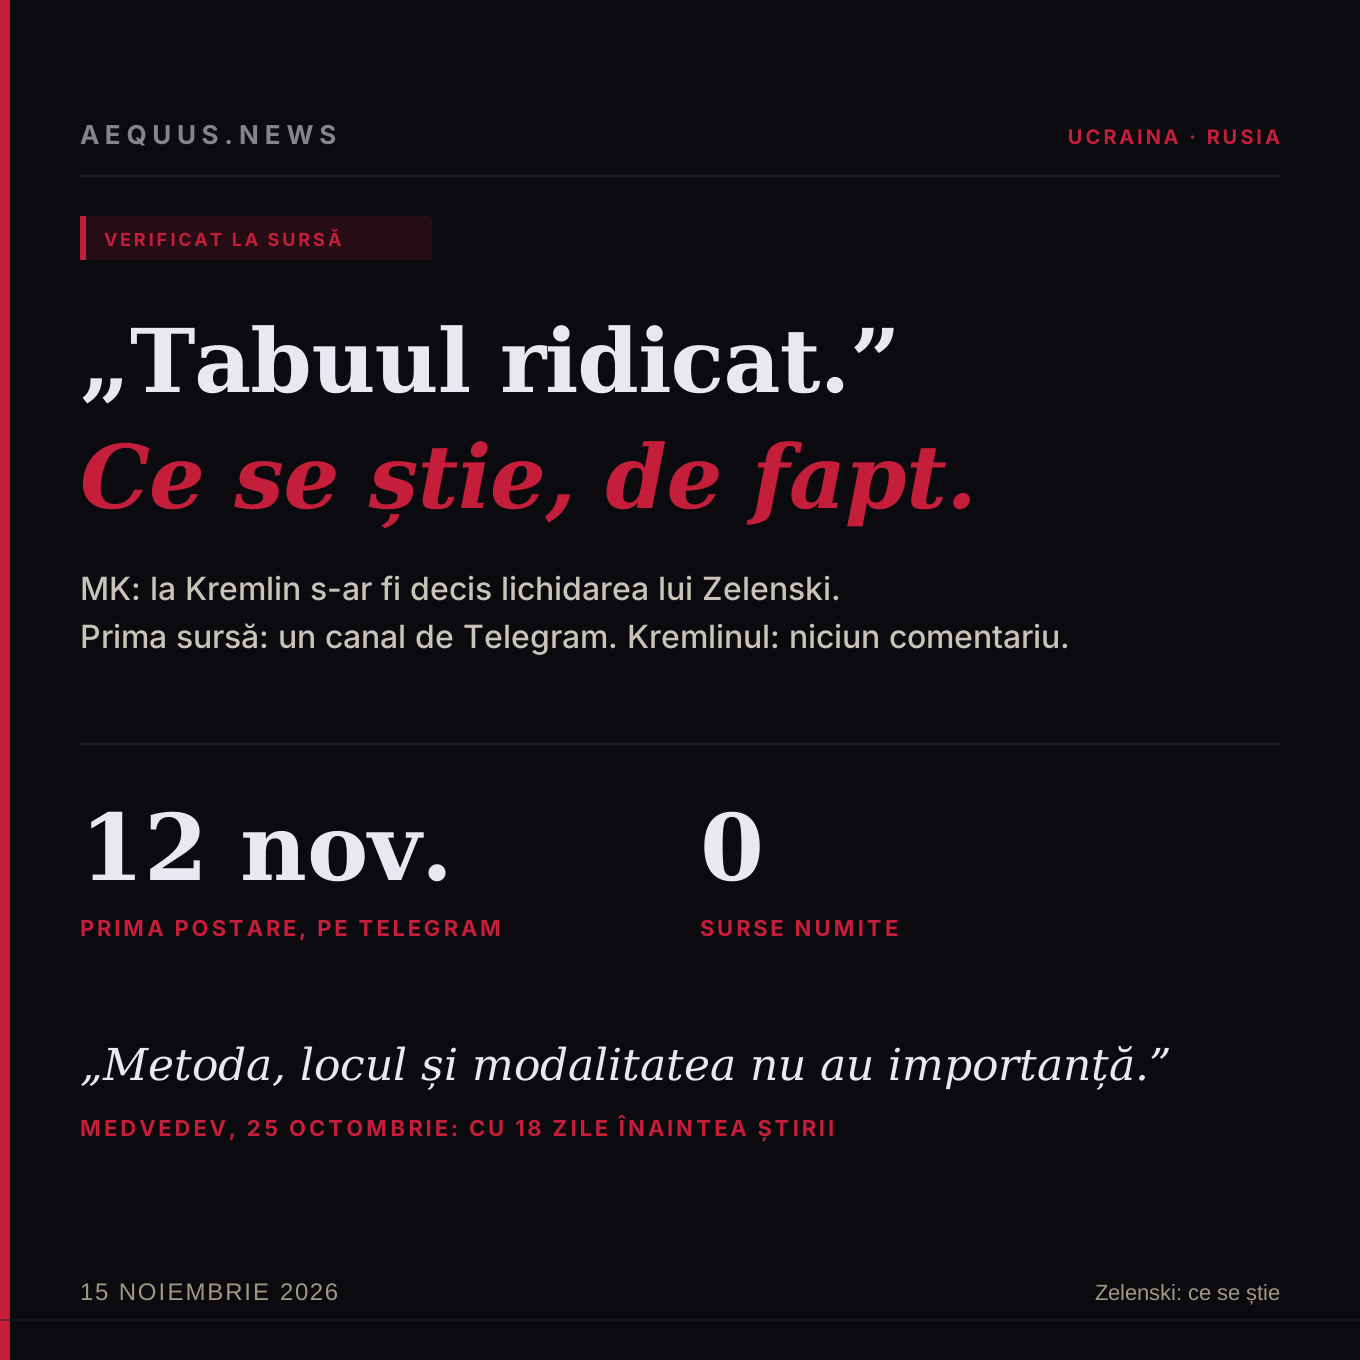 AEQUUS.NEWS
UCRAINA · RUSIA
VERIFICAT LA SURSĂ
„Tabuul ridicat.”
Ce se știe, de fapt.
MK: la Kremlin s-ar fi decis lichidarea lui Zelenski.
Prima sursă: un canal de Telegram. Kremlinul: niciun comentariu.
12 nov.
PRIMA POSTARE, PE TELEGRAM
0
SURSE NUMITE
„Metoda, locul și modalitatea nu au importanță.”
MEDVEDEV, 25 OCTOMBRIE: CU 18 ZILE ÎNAINTEA ȘTIRII
15 NOIEMBRIE 2026
Zelenski: ce se știe